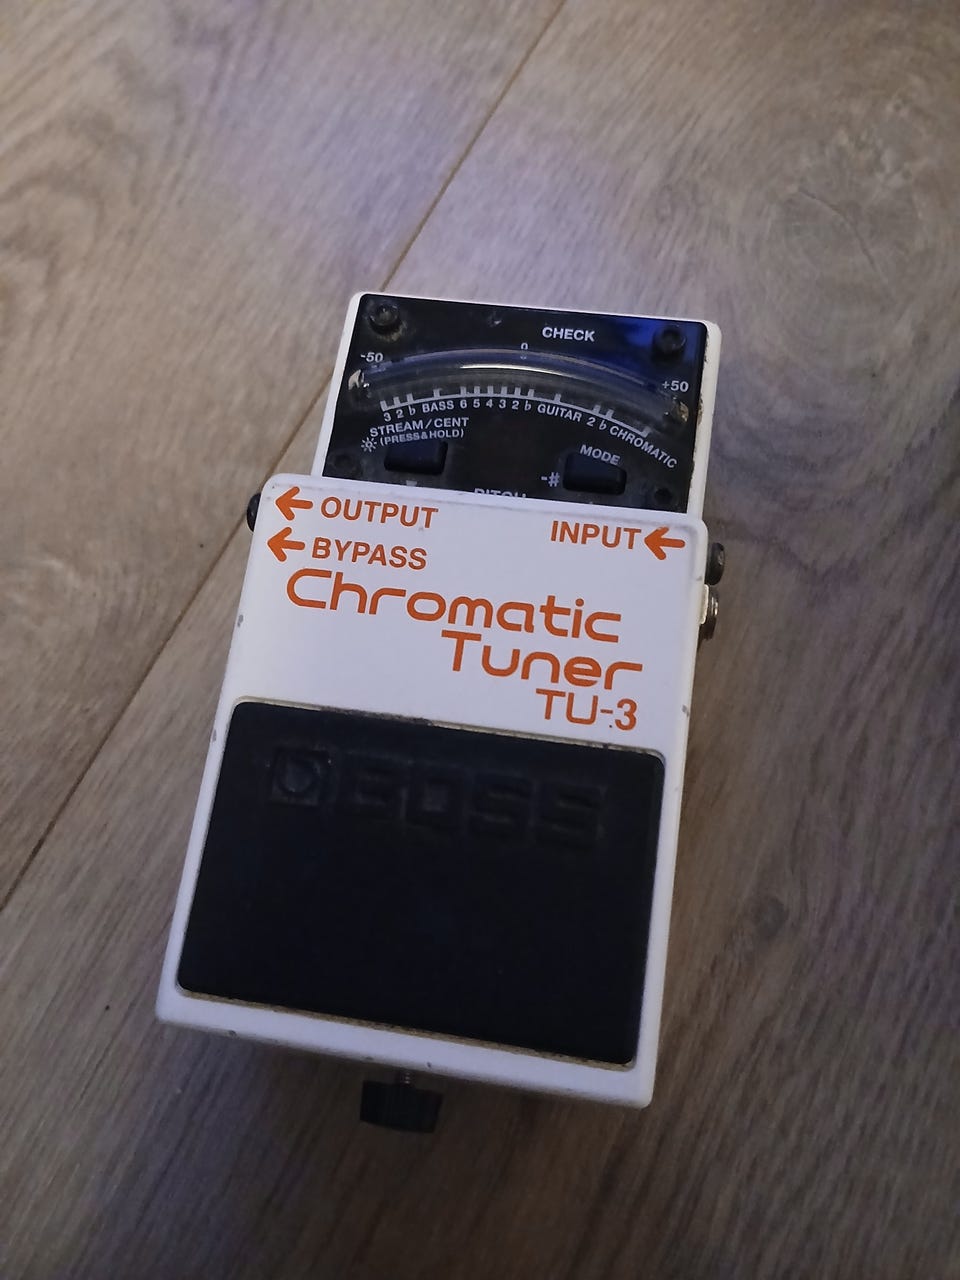 CHECK
-50 0 +50
3 2 ♭ BASS 6 5 4 3 2 ♭ GUITAR 2 ♭ CHROMATIC
STREAM/CENT
(PRESS&HOLD)
MODE
-#
PITCH
← OUTPUT
INPUT ←
← BYPASS
Chromatic
Tuner
TU-3
BOSS